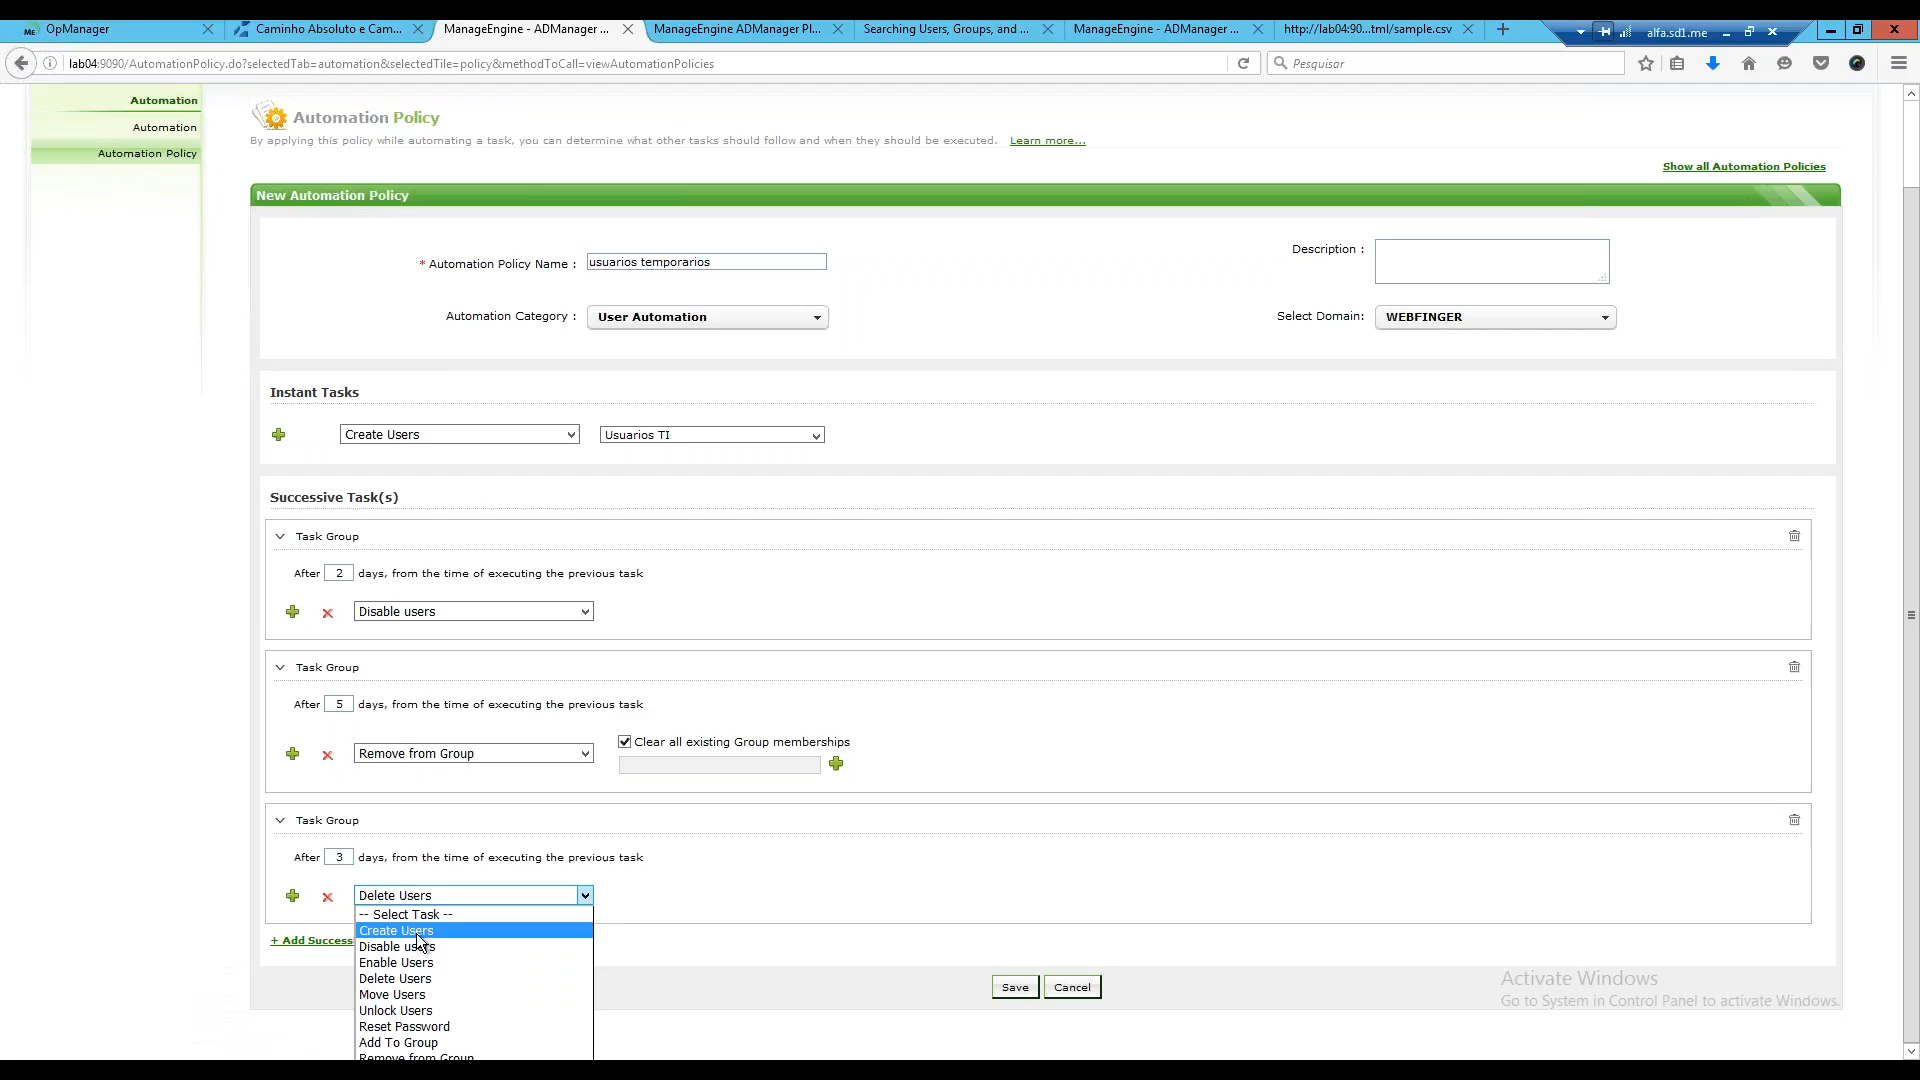 OpManager
Caminho Absoluto e Cam...
ManageEngine - ADManager ...
ManageEngine ADManager Pl...
Searching Users, Groups, and ...
ManageEngine - ADManager ...
http://lab04:90...tml/sample.csv
alfa.sd1.me
lab04:9090/AutomationPolicy.do?selectedTab=automation&selectedTile=policy&methodToCall=viewAutomationPolicies
Pesquisar
Automation
Automation
Automation Policy
Automation Policy
By applying this policy while automating a task, you can determine what other tasks should follow and when they should be executed. Learn more...
Show all Automation Policies
New Automation Policy
* Automation Policy Name : usuarios temporarios
Description :
Automation Category : User Automation
Select Domain: WEBFINGER
Instant Tasks
Create Users
Usuarios TI
Successive Task(s)
Task Group
After 2 days, from the time of executing the previous task
Disable users
Task Group
After 5 days, from the time of executing the previous task
Remove from Group
Clear all existing Group memberships
Task Group
After 3 days, from the time of executing the previous task
Delete Users
-- Select Task --
Create Users
+ Add Success
Disable users
Enable Users
Delete Users
Move Users
Unlock Users
Reset Password
Add To Group
Remove from Group
Save
Cancel
Activate Windows
Go to System in Control Panel to activate Windows.